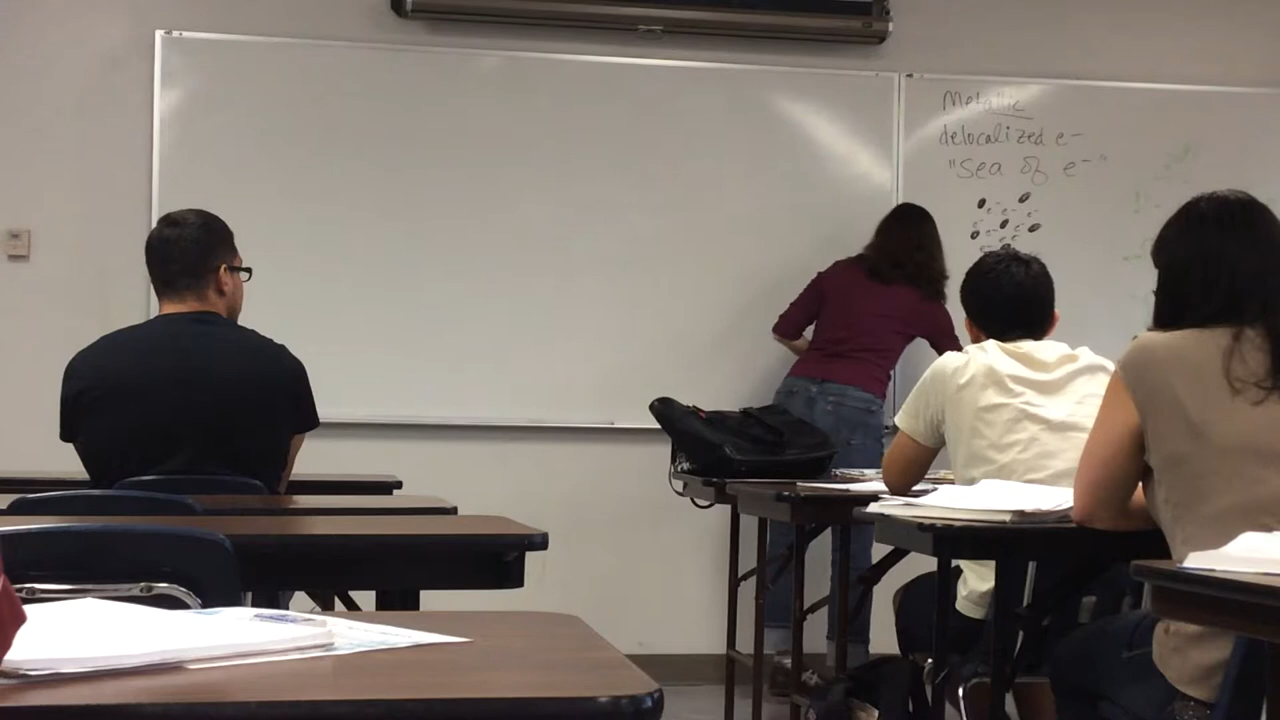 Metallic
delocalized e⁻
"Sea of e⁻"
e⁻
e⁻ e⁻
e⁻ e⁻ e⁻
e⁻ e⁻